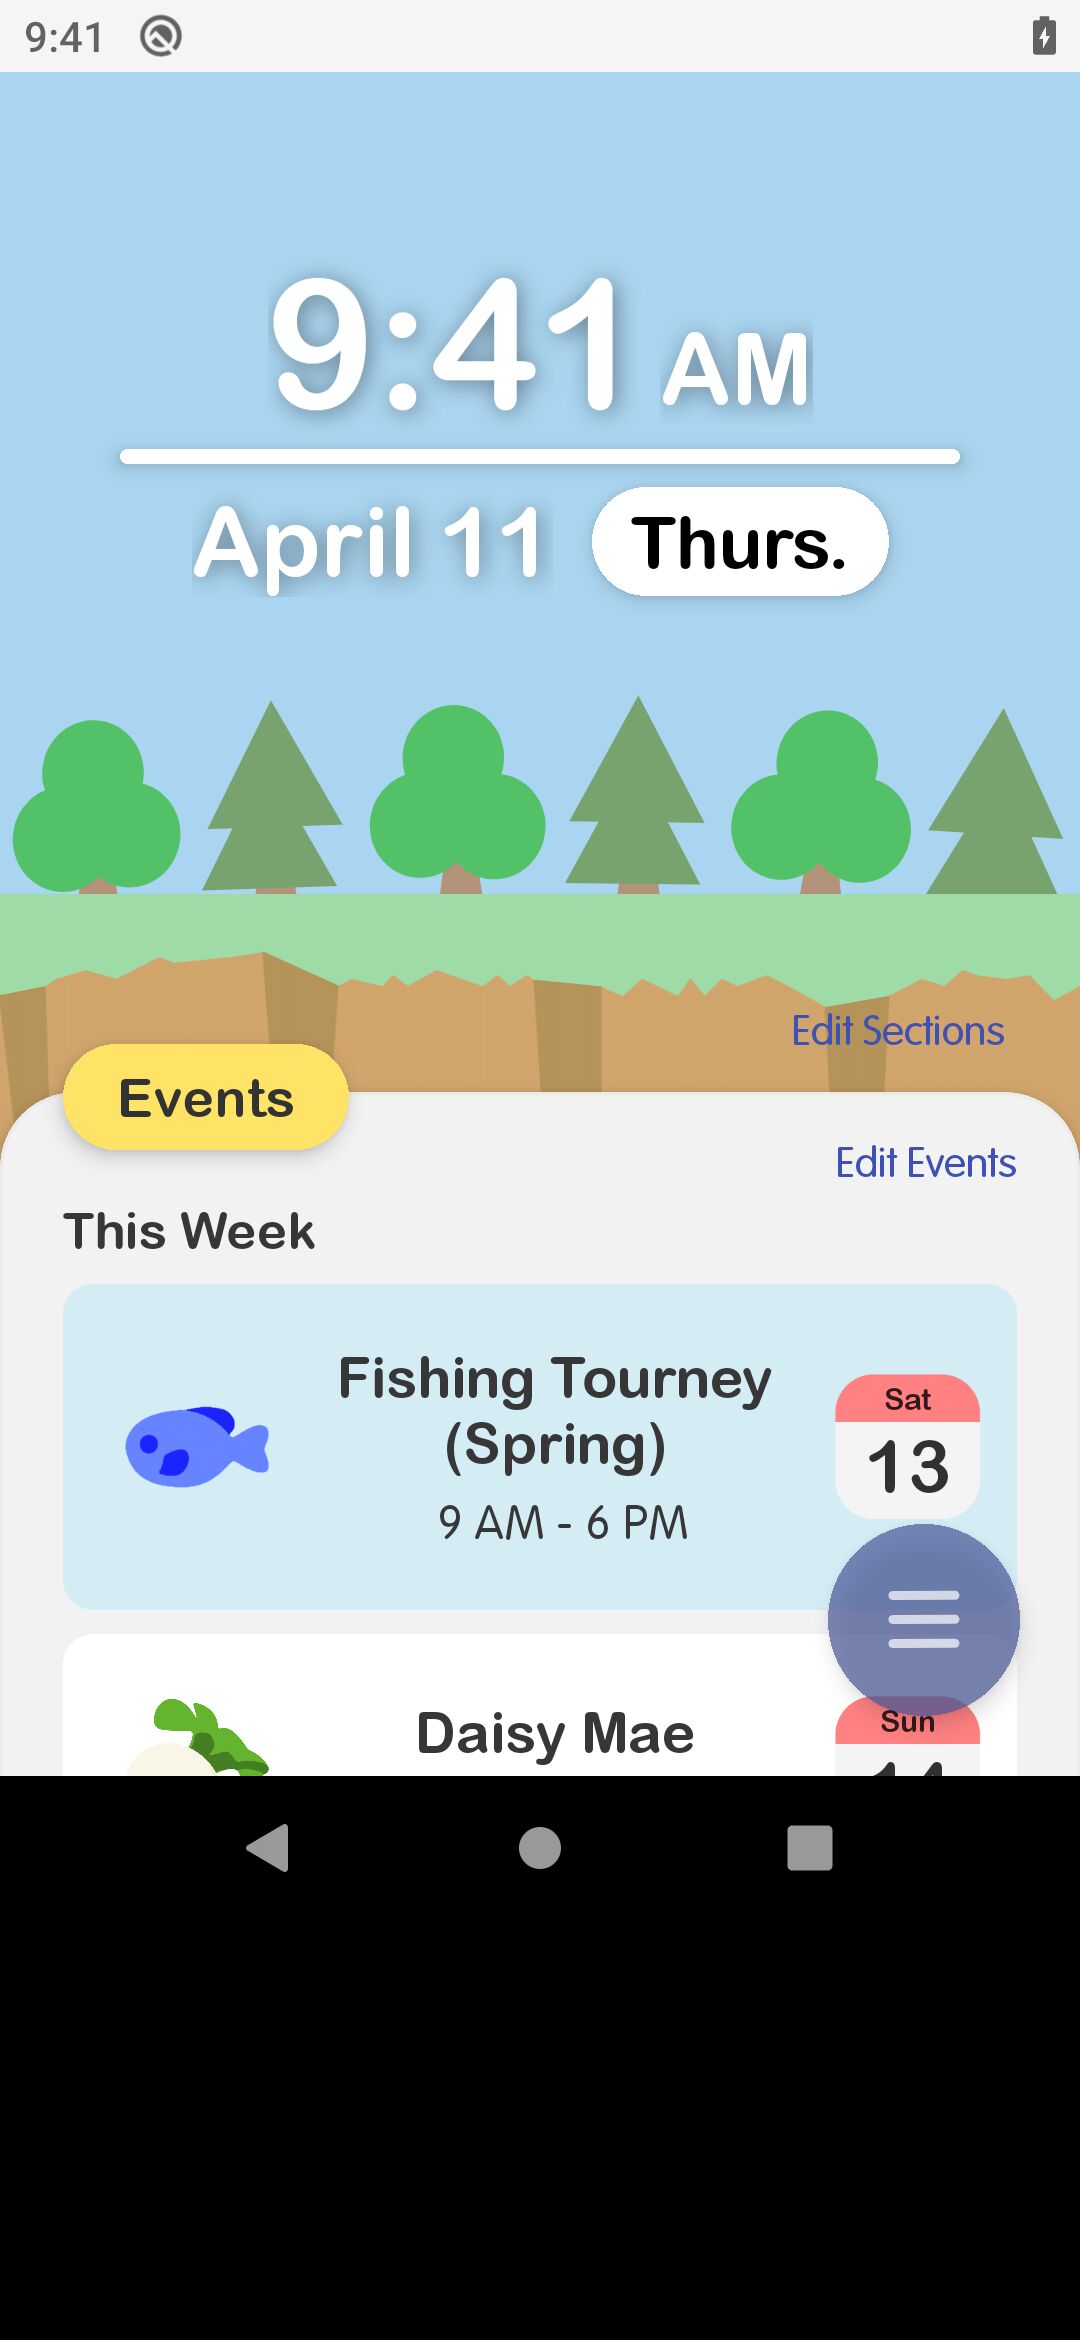 9:41
9:41 AM
April 11 Thurs.
Edit Sections
Events
Edit Events
This Week
Fishing Tourney
(Spring)
9 AM - 6 PM
Sat
13
Daisy Mae
Sun